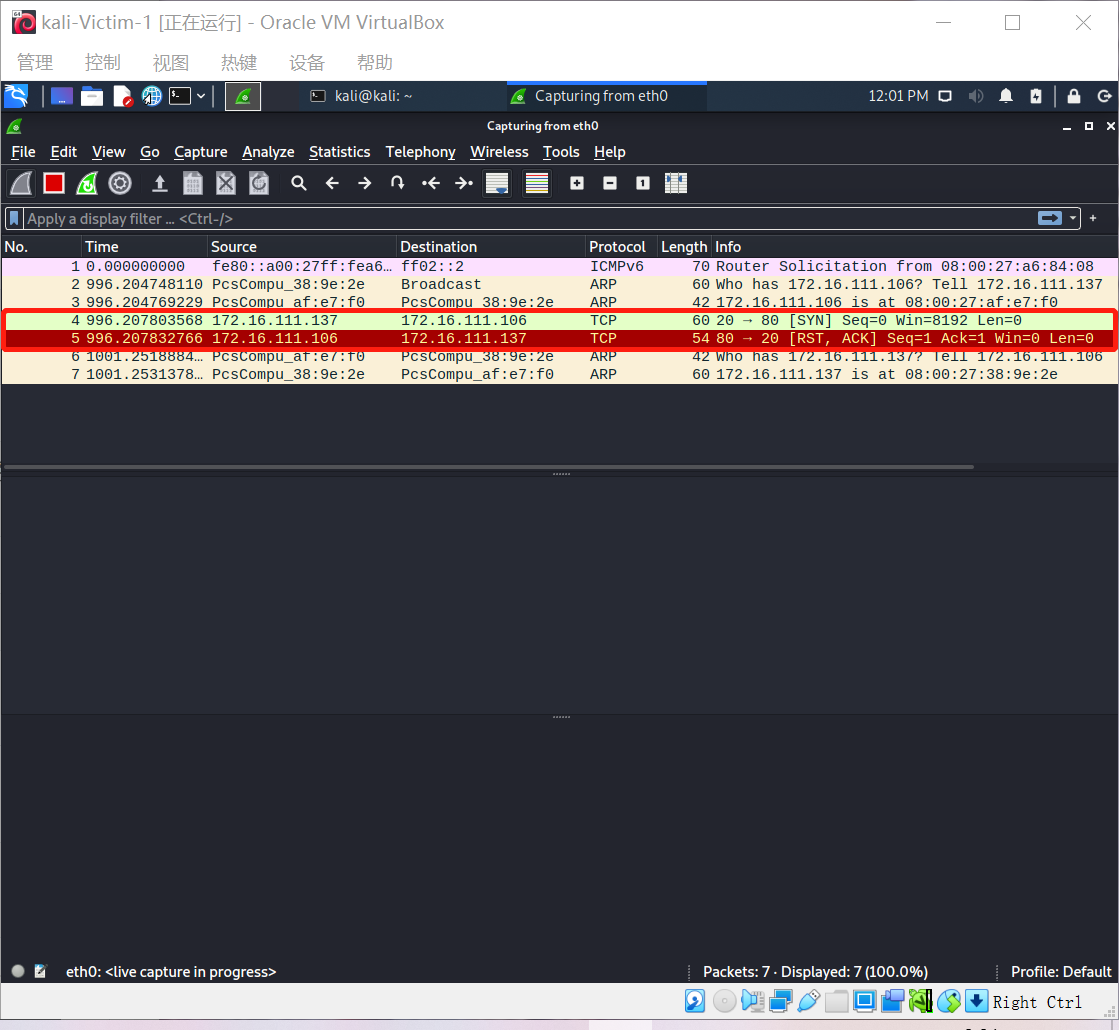 kali-Victim-1 [正在运行] - Oracle VM VirtualBox
管理 控制 视图 热键 设备 帮助
kali@kali: ~ Capturing from eth0 12:01 PM
Capturing from eth0
File Edit View Go Capture Analyze Statistics Telephony Wireless Tools Help
Apply a display filter ... <Ctrl-/> +
No. Time Source Destination Protocol Length Info
1 0.000000000 fe80::a00:27ff:fea6… ff02::2 ICMPv6 70 Router Solicitation from 08:00:27:a6:84:08
2 996.204748110 PcsCompu_38:9e:2e Broadcast ARP 60 Who has 172.16.111.106? Tell 172.16.111.137
3 996.204769229 PcsCompu_af:e7:f0 PcsCompu_38:9e:2e ARP 42 172.16.111.106 is at 08:00:27:af:e7:f0
4 996.207803568 172.16.111.137 172.16.111.106 TCP 60 20 → 80 [SYN] Seq=0 Win=8192 Len=0
5 996.207832766 172.16.111.106 172.16.111.137 TCP 54 80 → 20 [RST, ACK] Seq=1 Ack=1 Win=0 Len=0
6 1001.2518884… PcsCompu_af:e7:f0 PcsCompu_38:9e:2e ARP 42 Who has 172.16.111.137? Tell 172.16.111.106
7 1001.2531378… PcsCompu_38:9e:2e PcsCompu_af:e7:f0 ARP 60 172.16.111.137 is at 08:00:27:38:9e:2e
eth0: <live capture in progress> Packets: 7 · Displayed: 7 (100.0%) Profile: Default
Right Ctrl